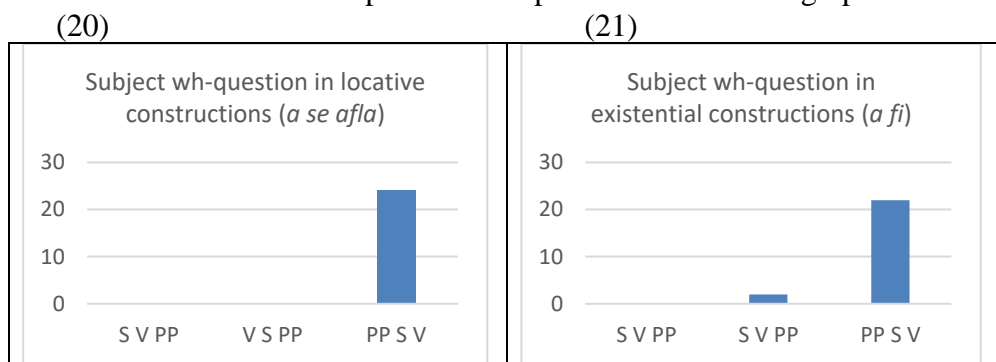 (20) (21)
Subject wh-question in locative
constructions (a se afla)
30
20
10
0
S V PP V S PP PP S V
Subject wh-question in
existential constructions (a fi)
30
20
10
0
S V PP S V PP PP S V